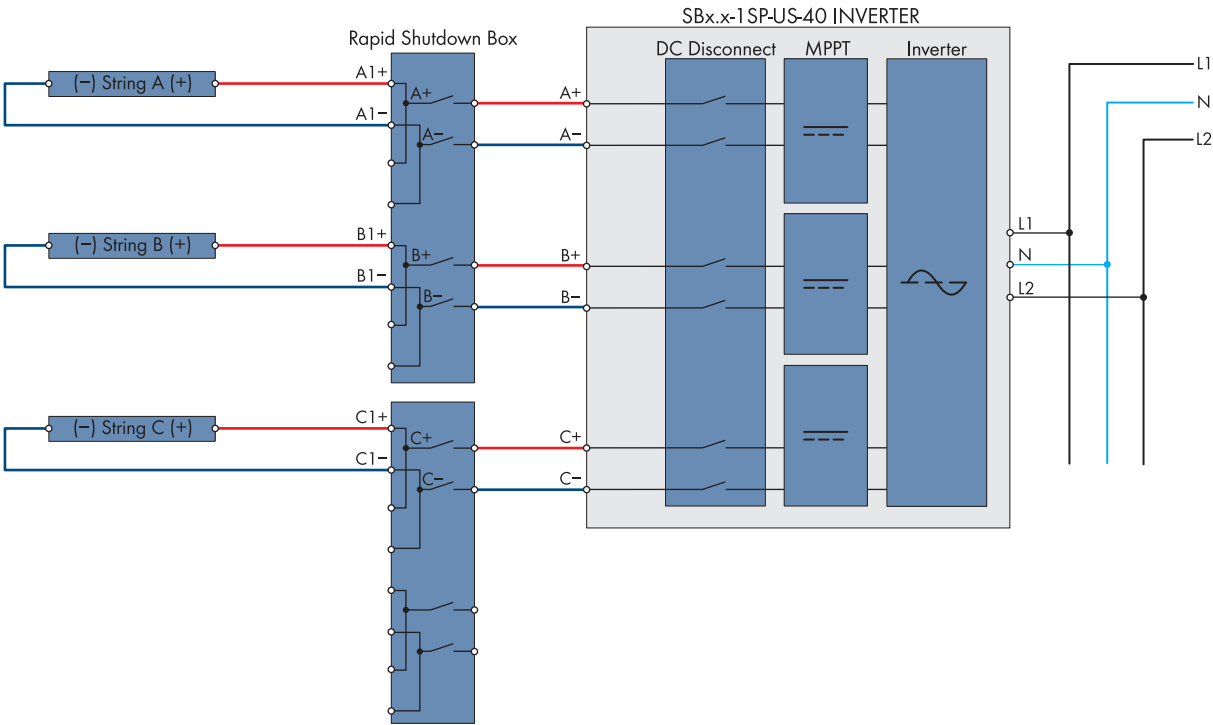 SBx.x-1SP-US-40 INVERTER
Rapid Shutdown Box
DC Disconnect
MPPT
Inverter
L1
N
L2
(−) String A (+)
A1+
A1−
A+
A−
A+
A−
(−) String B (+)
B1+
B1−
B+
B−
B+
B−
L1
N
L2
(−) String C (+)
C1+
C1−
C+
C−
C+
C−